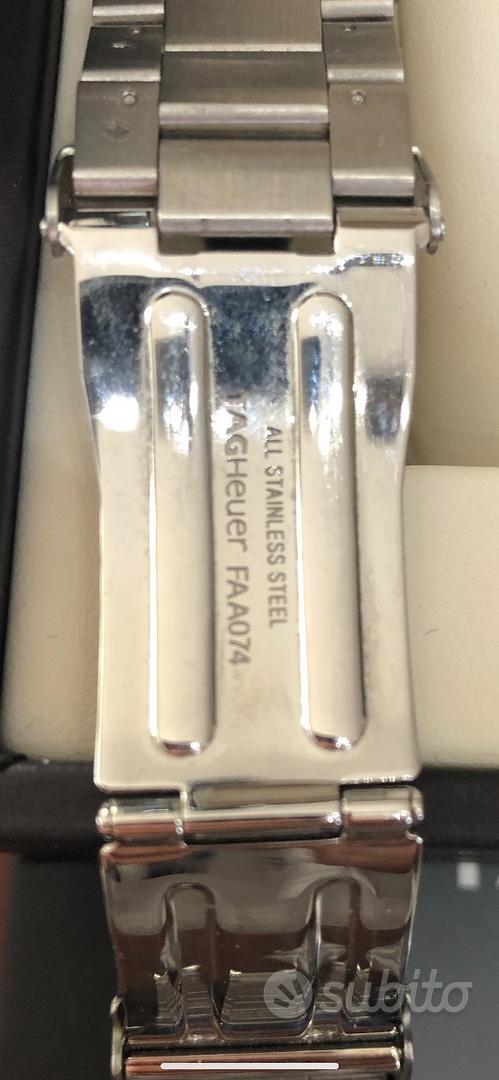 ALL STAINLESS STEEL
TAGHeuer FAA074
subito